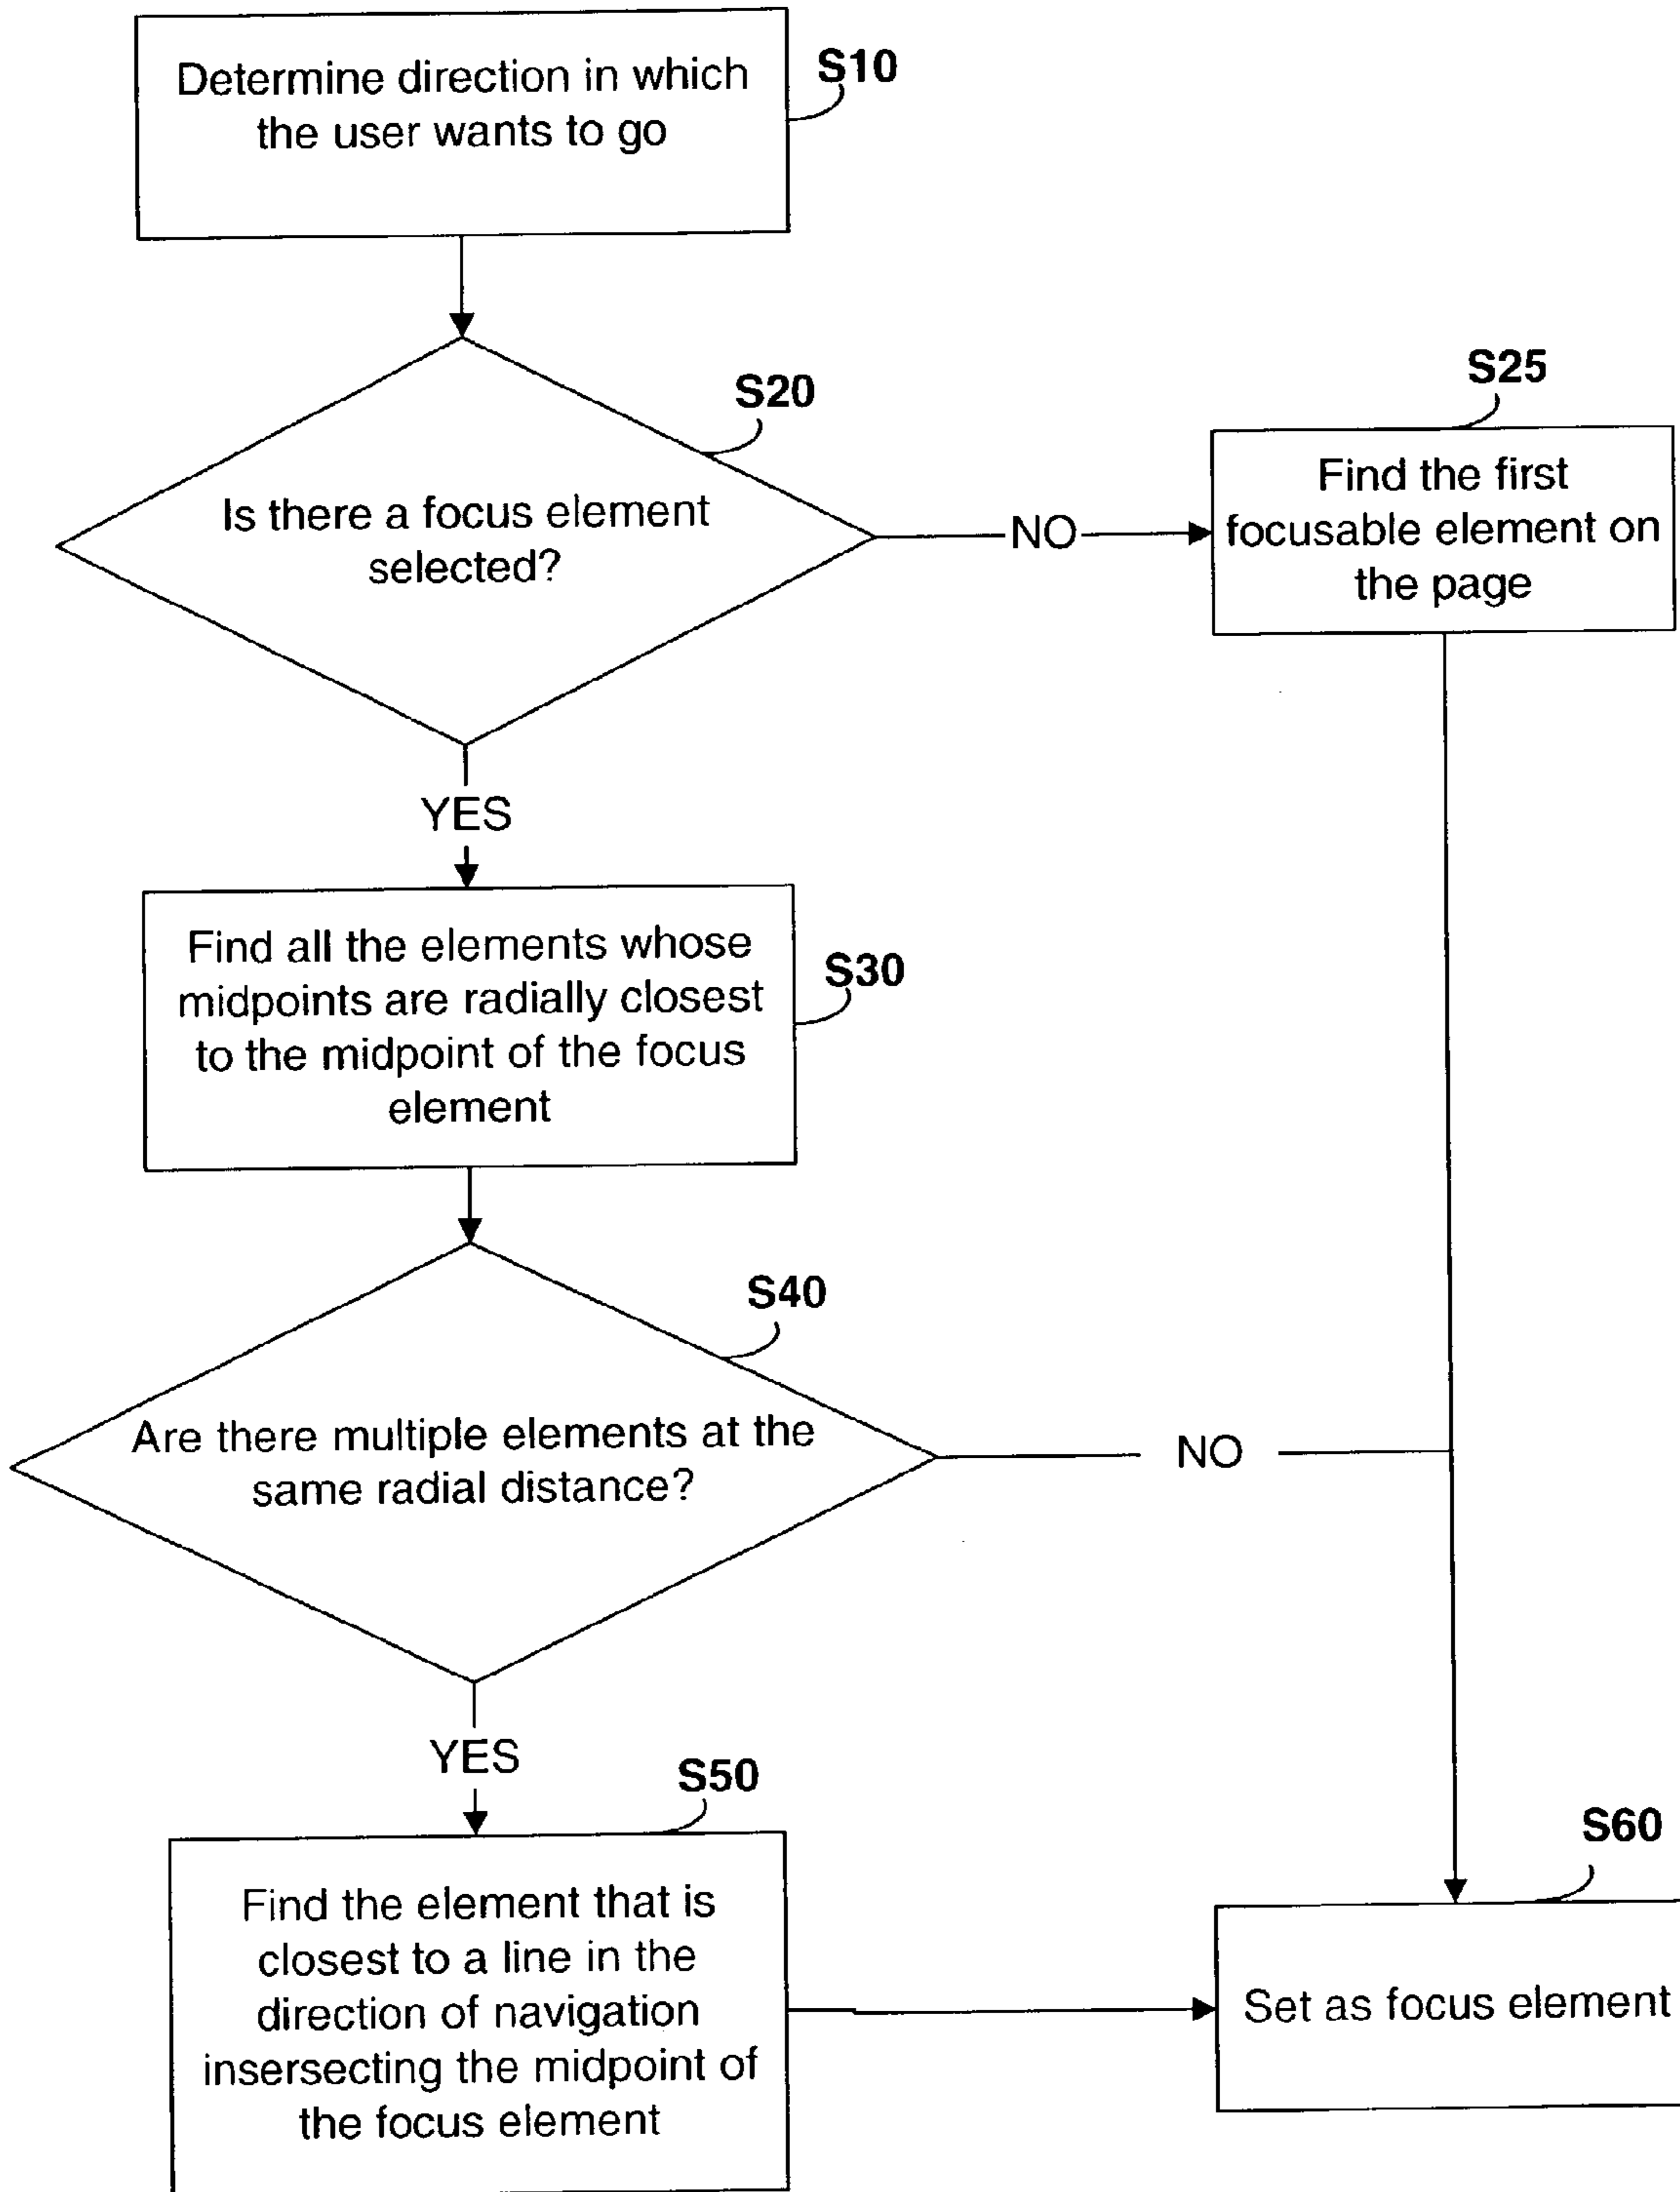 Determine direction in which
the user wants to go
S10
S20
Is there a focus element
selected?
NO
S25
Find the first
focusable element on
the page
YES
Find all the elements whose
midpoints are radially closest
to the midpoint of the focus
element
S30
S40
Are there multiple elements at the
same radial distance?
NO
YES
S50
Find the element that is
closest to a line in the
direction of navigation
insersecting the midpoint of
the focus element
S60
Set as focus element